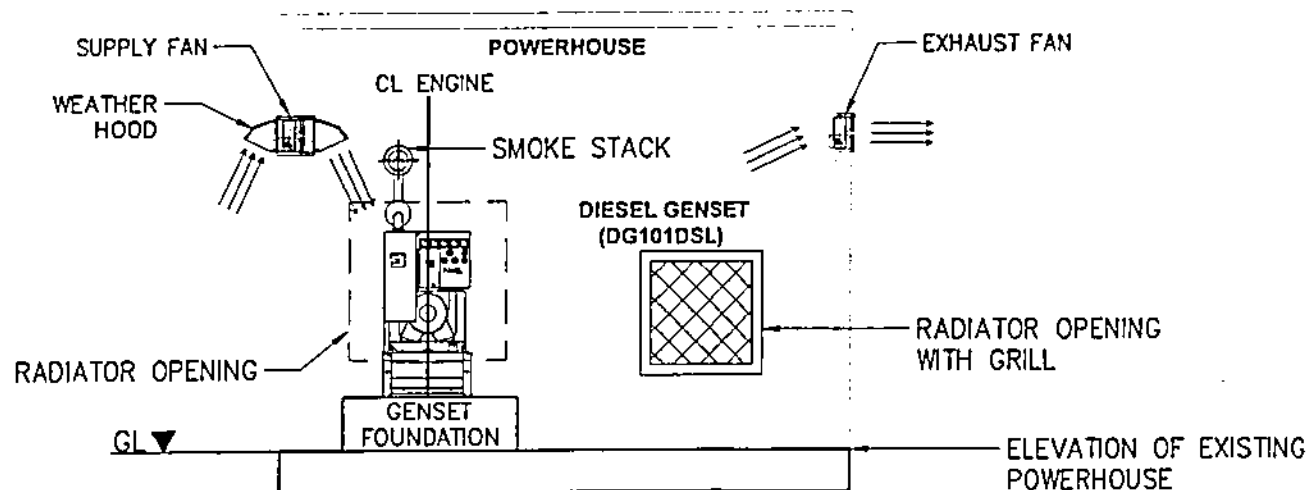 POWERHOUSE
SUPPLY FAN
EXHAUST FAN
CL ENGINE
WEATHER
HOOD
SMOKE STACK
DIESEL GENSET
(DG101DSL)
RADIATOR OPENING
WITH GRILL
RADIATOR OPENING
GENSET
FOUNDATION
GL
ELEVATION OF EXISTING
POWERHOUSE